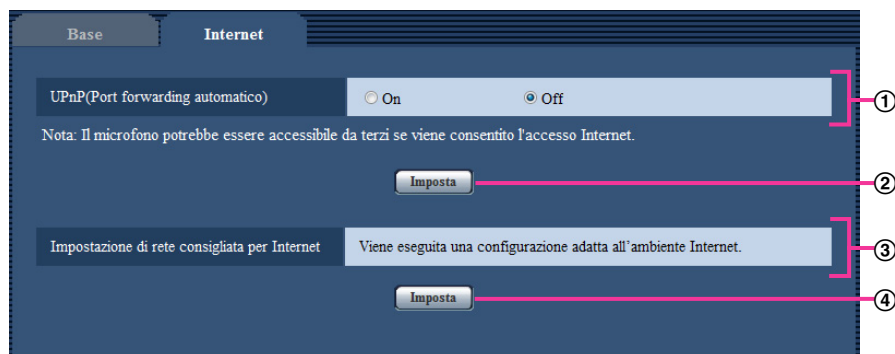 Base
Internet
UPnP(Port forwarding automatico)
On
Off
①
Nota: Il microfono potrebbe essere accessibile da terzi se viene consentito l'accesso Internet.
Imposta
②
Impostazione di rete consigliata per Internet
Viene eseguita una configurazione adatta all'ambiente Internet.
③
Imposta
④